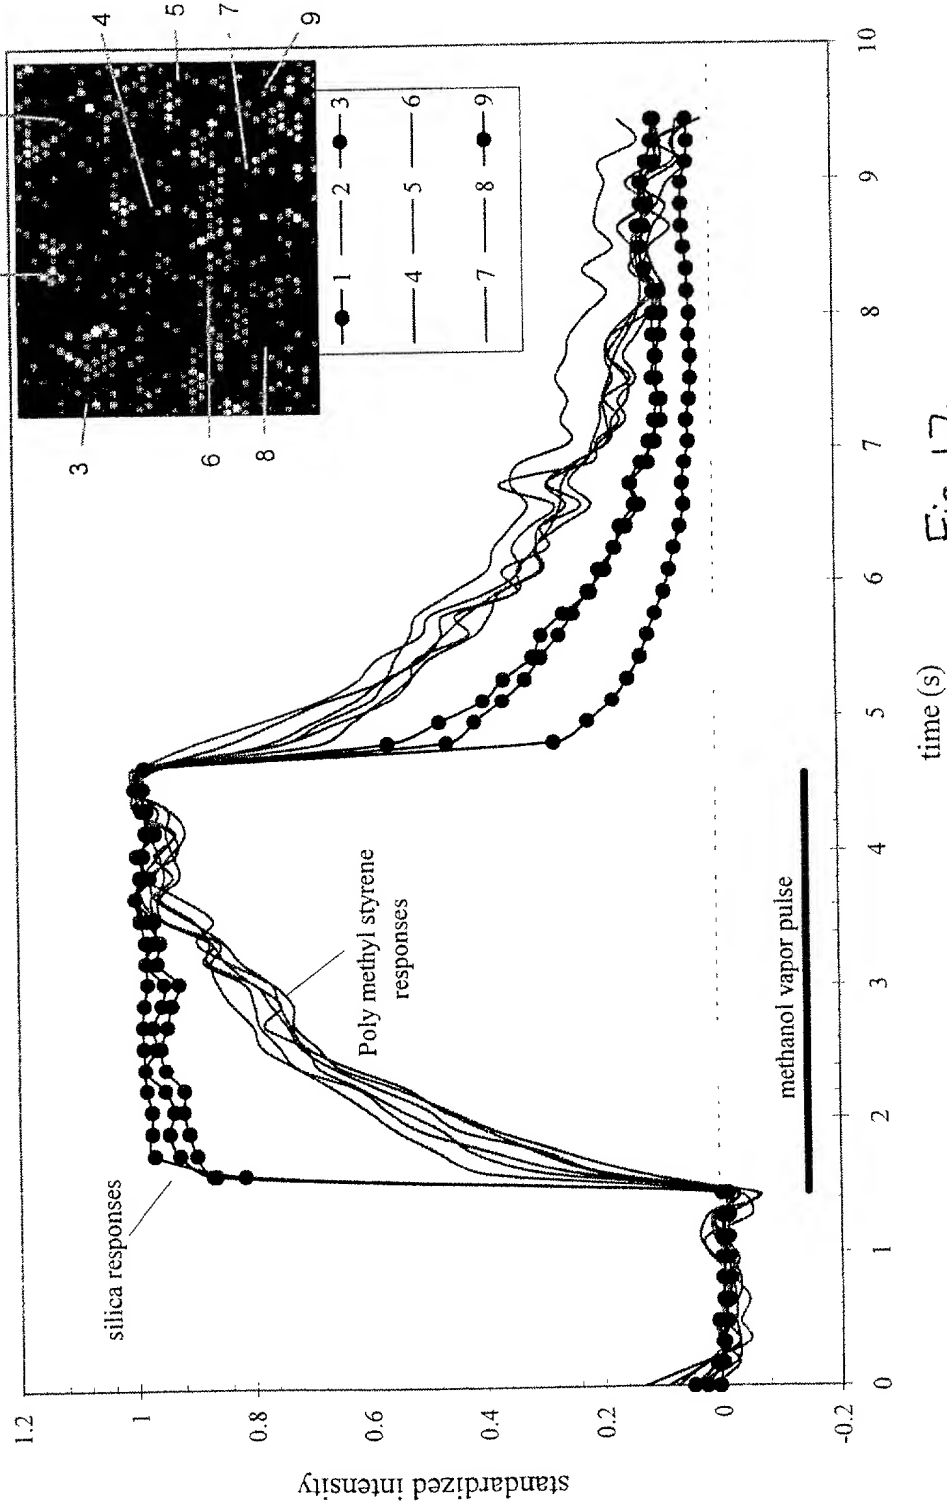 standardized intensity
1.2
1
0.8
0.6
0.4
0.2
0
-0.2
silica responses
Poly methyl styrene
responses
methanol vapor pulse
3
6
8
4
5
7
9
1 2 3
4 5 6
7 8 9
0 1 2 3 4 5 6 7 8 9 10
time (s)
Fig. 17.